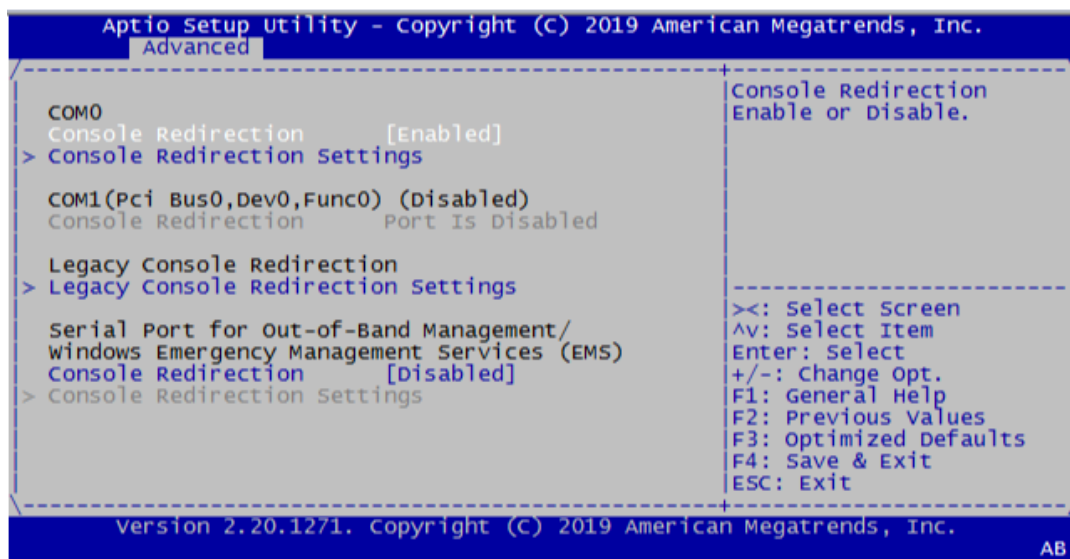 Aptio Setup Utility – Copyright (C) 2019 American Megatrends, Inc.
Advanced
COM0
Console Redirection [Enabled]
> Console Redirection Settings
COM1(Pci Bus0,Dev0,Func0) (Disabled)
Console Redirection Port Is Disabled
Legacy Console Redirection
> Legacy Console Redirection Settings
Serial Port for Out-of-Band Management/
Windows Emergency Management Services (EMS)
Console Redirection [Disabled]
> Console Redirection Settings
Console Redirection
Enable or Disable.
><: Select Screen
^v: Select Item
Enter: Select
+/-: Change Opt.
F1: General Help
F2: Previous Values
F3: Optimized Defaults
F4: Save & Exit
ESC: Exit
Version 2.20.1271. Copyright (C) 2019 American Megatrends, Inc.
AB